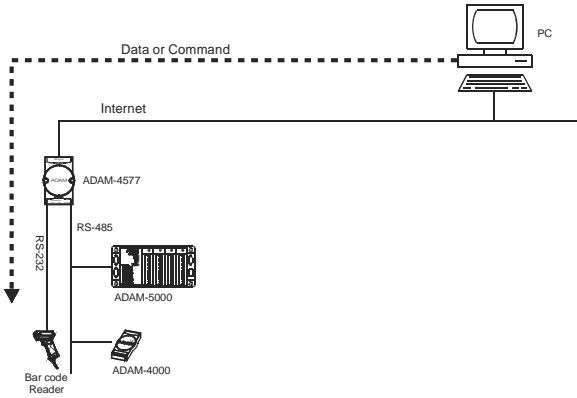 PC
Data or Command
Internet
ADAM
ADAM-4577
RS-485
RS-232
ADAM-5000
ADAM-4000
Bar code
Reader